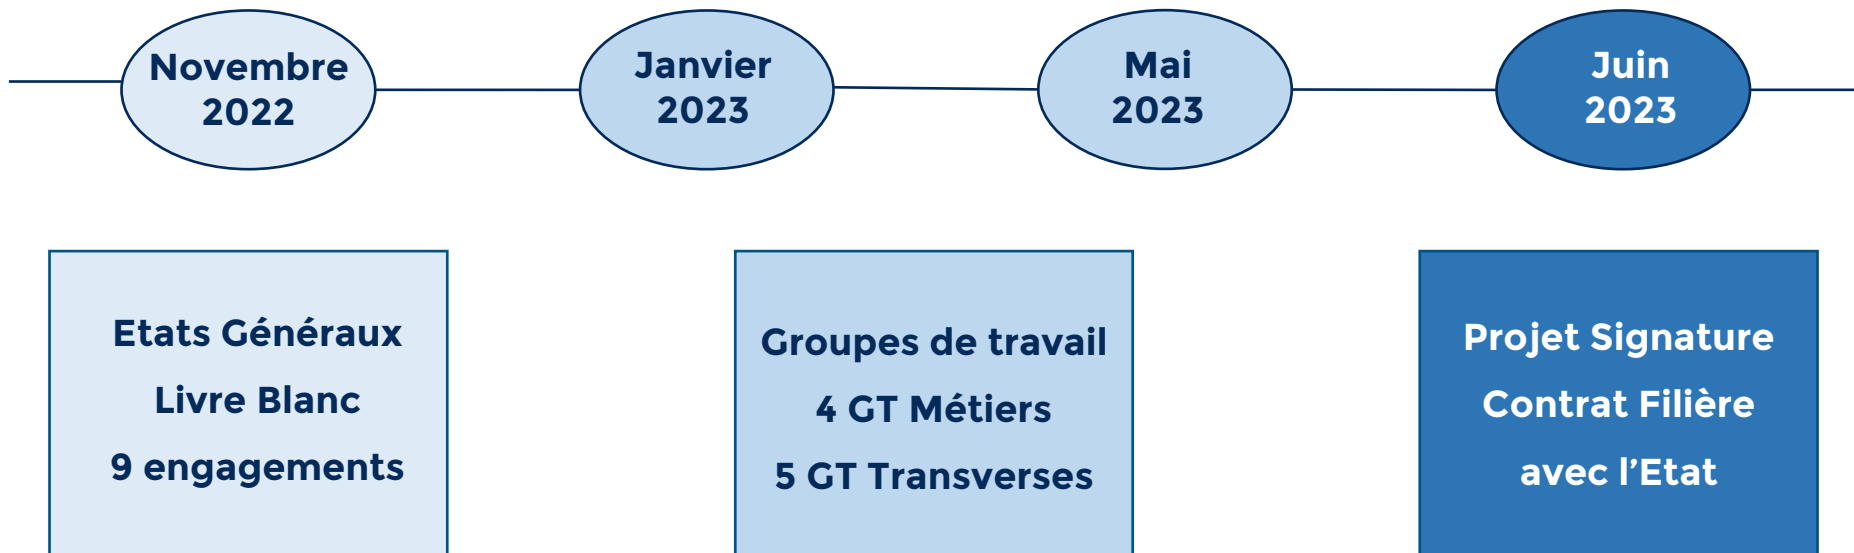 Novembre
2022
Janvier
2023
Mai
2023
Juin
2023
Etats Généraux
Livre Blanc
9 engagements
Groupes de travail
4 GT Métiers
5 GT Transverses
Projet Signature
Contrat Filière
avec l’Etat